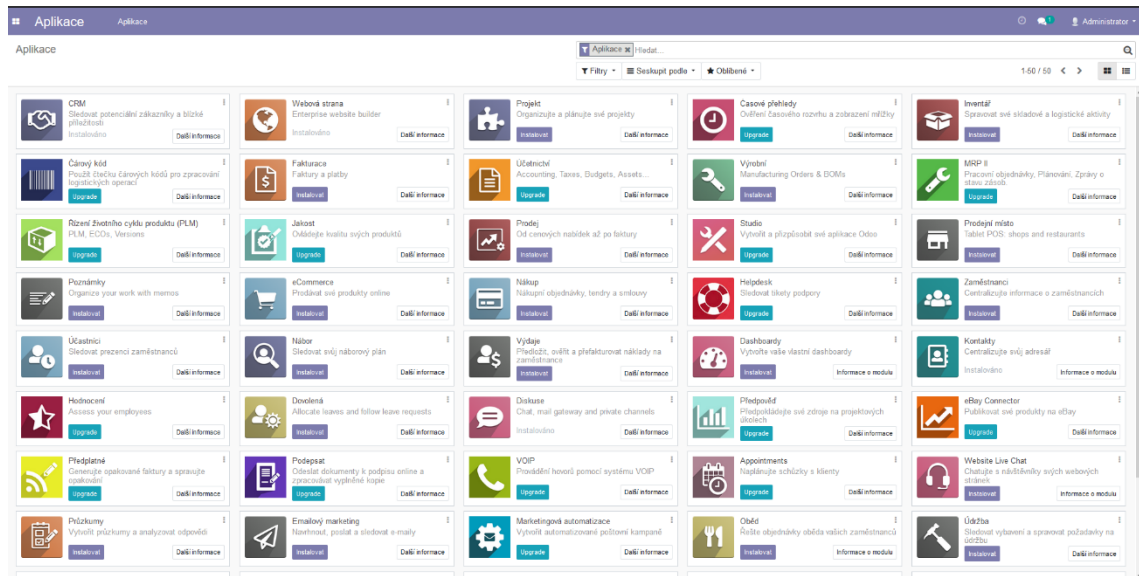 Aplikace Aplikace 1 Administrator
Aplikace
Aplikace Hledat...
Filtry Seskupit podle Oblíbené 1-50 / 50
CRM
Sledovat potenciální zákazníky a blízké
příležitosti
Instalováno Další informace
Webová strana
Enterprise website builder
Instalováno Další informace
Projekt
Organizujte a plánujte své projekty
Instalovat Další informace
Časové přehledy
Ověření časového rozvrhu a zobrazení mřížky
Upgrade Další informace
Inventář
Spravovat své skladové a logistické aktivity
Instalovat Další informace
Čárový kód
Použít čtečku čárových kódů pro zpracování
logistických operací
Upgrade Další informace
Fakturace
Faktury a platby
Instalovat Další informace
Účetnictví
Accounting, Taxes, Budgets, Assets...
Upgrade Další informace
Výrobní
Manufacturing Orders & BOMs
Instalovat Další informace
MRP II
Pracovní objednávky, Plánování, Zprávy o
stavu zásob.
Upgrade Další informace
Řízení životního cyklu produktu (PLM)
PLM, ECOs, Versions
Upgrade Další informace
Jakost
Ovládejte kvalitu svých produktů
Upgrade Další informace
Prodej
Od cenových nabídek až po faktury
Instalovat Další informace
Studio
Vytvořit a přizpůsobit své aplikace Odoo
Upgrade Další informace
Prodejní místo
Tablet POS: shops and restaurants
Instalovat Další informace
Poznámky
Organize your work with memos
Instalovat Další informace
eCommerce
Prodávat své produkty online
Instalovat Další informace
Nákup
Nákupní objednávky, tendry a smlouvy
Instalovat Další informace
Helpdesk
Sledovat tikety podpory
Upgrade Další informace
Zaměstnanci
Centralizujte informace o zaměstnancích
Instalovat Další informace
Účastníci
Sledovat prezenci zaměstnanců
Instalovat Další informace
Nábor
Sledovat svůj náborový plán
Instalovat Další informace
Výdaje
Předložit, ověřit a přefakturovat náklady na
zaměstnance
Instalovat Další informace
Dashboardy
Vytvořte vaše vlastní dashboardy
Instalovat Informace o modulu
Kontakty
Centralizujte svůj adresář
Instalováno Informace o modulu
Hodnocení
Assess your employees
Upgrade Další informace
Dovolená
Allocate leaves and follow leave requests
Instalovat Další informace
Diskuse
Chat, mail gateway and private channels
Instalováno Další informace
Předpověď
Předpokládejte své zdroje na projektových
úkolech
Upgrade Další informace
eBay Connector
Publikovat své produkty na eBay
Upgrade Další informace
Předplatné
Generujte opakované faktury a spravujte
opakování
Upgrade Další informace
Podepsat
Odeslat dokumenty k podpisu online a
zpracovávat vyplněné kopie
Upgrade Další informace
VOIP
Provádění hovorů pomocí systému VOIP
Upgrade Další informace
Appointments
Naplánujte schůzky s klienty
Upgrade Další informace
Website Live Chat
Chatujte s návštěvníky svých webových
stránek
Instalovat Informace o modulu
Průzkumy
Vytvořit průzkumy a analyzovat odpovědi
Instalovat Další informace
Emailový marketing
Navrhnout, poslat a sledovat e-maily
Instalovat Další informace
Marketingová automatizace
Vytvořit automatizované poštovní kampaně
Upgrade Další informace
Oběd
Řešte objednávky oběda vašich zaměstnanců
Instalovat Informace o modulu
Údržba
Sledovat vybavení a spravovat požadavky na
údržbu
Instalovat Další informace